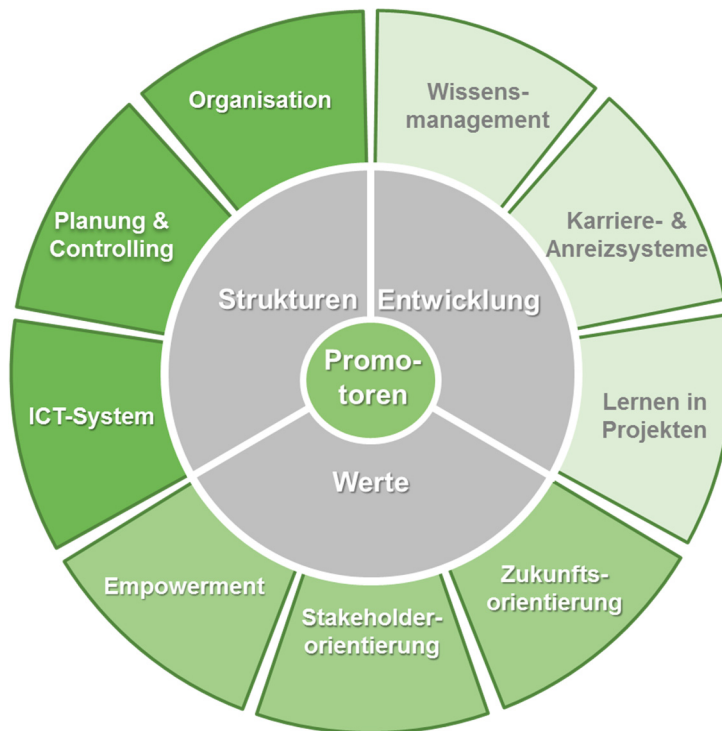 Organisation
Wissens-
management
Planung &
Controlling
Karriere- &
Anreizsysteme
Strukturen
Entwicklung
Promo-
toren
ICT-System
Lernen in
Projekten
Werte
Empowerment
Stakeholder-
orientierung
Zukunfts-
orientierung